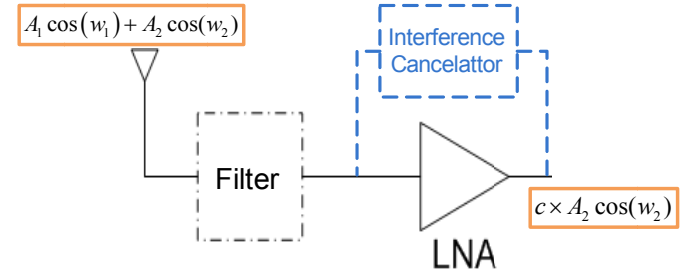 A₁ cos(w₁) + A₂ cos(w₂)
Interference
Cancelattor
Filter
c × A₂ cos(w₂)
LNA